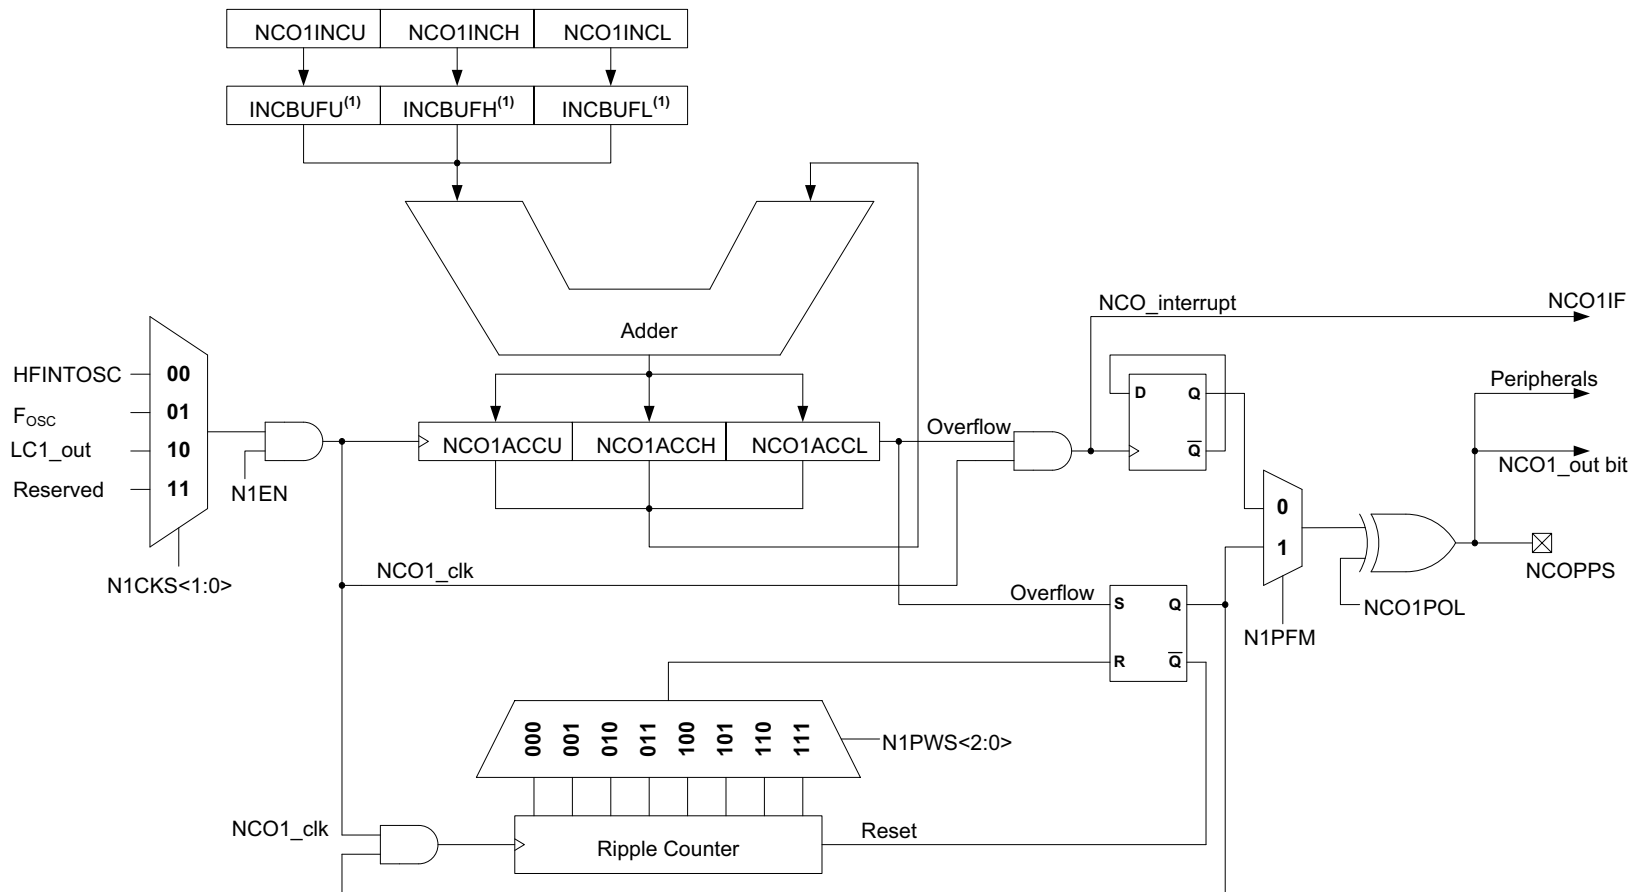 NCO1INCU NCO1INCH NCO1INCL
INCBUFU(1) INCBUFH(1) INCBUFL(1)
Adder
NCO_interrupt
NCO1IF
HFINTOSC 00
FOSC 01
LC1_out 10
Reserved 11
N1CKS<1:0>
N1EN
NCO1ACCU NCO1ACCH NCO1ACCL
Overflow
D Q
Q
Peripherals
NCO1_out bit
0
1
N1PFM
NCO1POL
NCOPPS
NCO1_clk
Overflow
S Q
R Q
000 001 010 011 100 101 110 111
N1PWS<2:0>
NCO1_clk
Ripple Counter
Reset